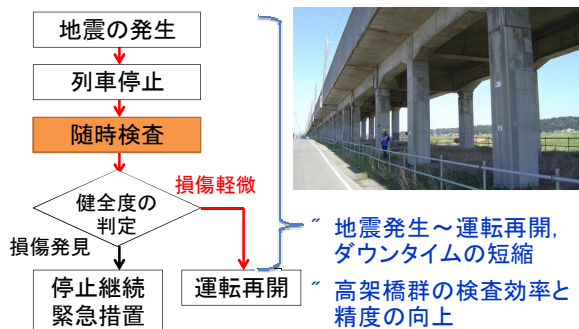 地震の発生
列車停止
随時検査
損傷軽微
健全度の
判定
損傷発見
停止継続
緊急措置
運転再開
〃 地震発生～運転再開,
ダウンタイムの短縮
〃 高架橋群の検査効率と
精度の向上